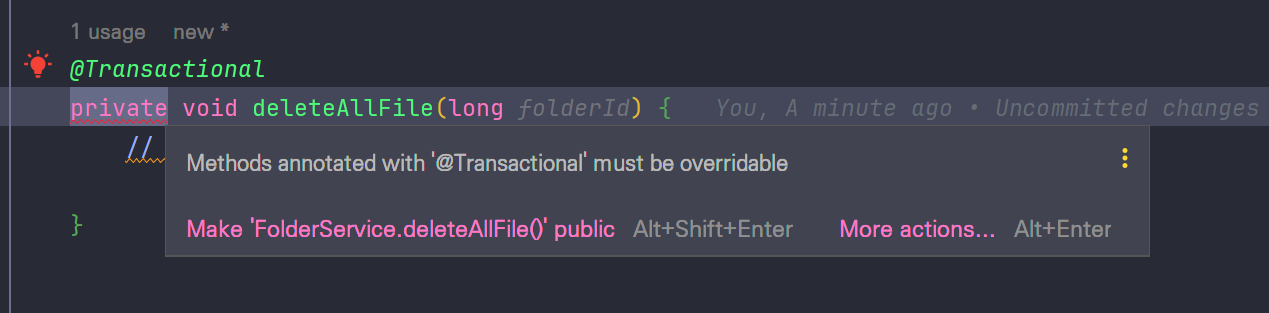 1 usage new *
@Transactional
private void deleteAllFile(long folderId) { You, A minute ago • Uncommitted changes
//
Methods annotated with '@Transactional' must be overridable
Make 'FolderService.deleteAllFile()' public Alt+Shift+Enter More actions... Alt+Enter
}